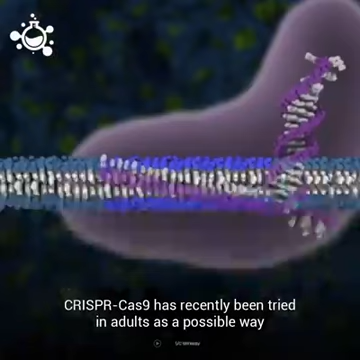 CRISPR-Cas9 has recently been tried
in adults as a possible way